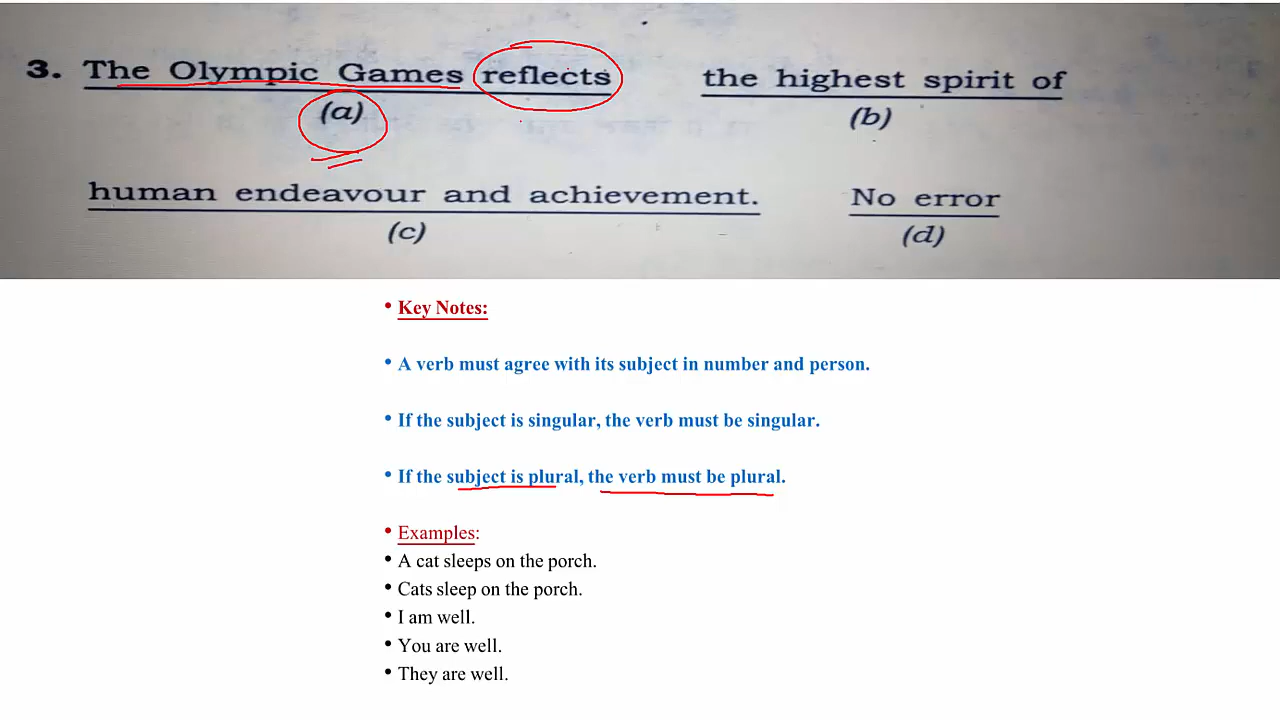 3. The Olympic Games reflects the highest spirit of
(a) (b)
human endeavour and achievement. No error
(c) (d)
• Key Notes:
• A verb must agree with its subject in number and person.
• If the subject is singular, the verb must be singular.
• If the subject is plural, the verb must be plural.
• Examples:
• A cat sleeps on the porch.
• Cats sleep on the porch.
• I am well.
• You are well.
• They are well.